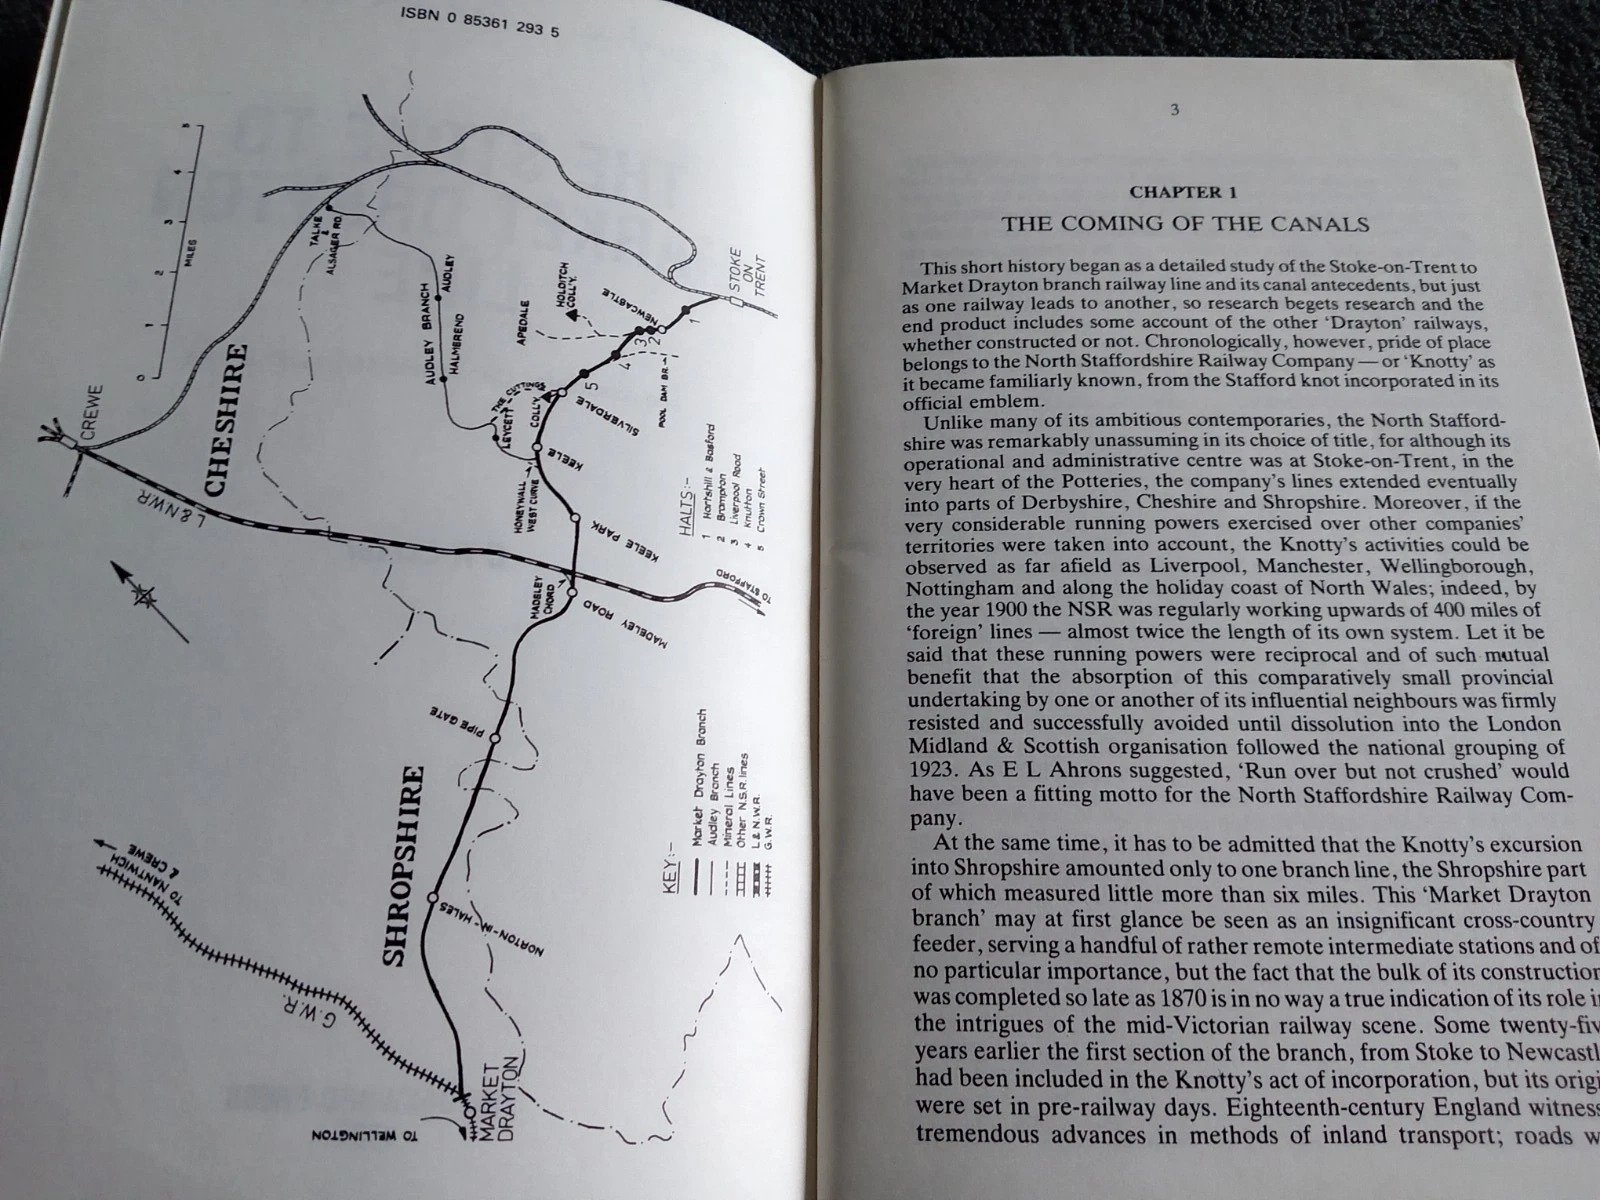 ISBN 0 85361 293 5
5
4
3
2
1
0
MILES
CREWE
CHESHIRE
L&NWR
TALKE
&
ALSAGER RD
AUDLEY BRANCH
AUDLEY
HALMEREND
APEDALE
HOLDITCH
COLL'Y.
NEWCASTLE
STOKE
ON
TRENT
1
2
3
4
5
THE CUTTINGS
LEYCETT
COLL'Y.
SILVERDALE
POOL DAM BR.
KEELE
HONEYWALL
WEST CURVE
KEELE PARK
MADELEY
CHORD
MADELEY ROAD
TO STAFFORD
HALTS:-
1 Hartshill & Basford
2 Brampton
3 Liverpool Road
4 Knutton
5 Crown Street
PIPE GATE
SHROPSHIRE
NORTON-IN-HALES
KEY:-
Market Drayton Branch
Audley Branch
Mineral Lines
Other N.S.R. lines
L & N.W.R.
G.W.R.
TO NANTWICH
& CREWE
G.W.R.
MARKET
DRAYTON
TO WELLINGTON
3
CHAPTER 1
THE COMING OF THE CANALS
This short history began as a detailed study of the Stoke-on-Trent to
Market Drayton branch railway line and its canal antecedents, but just
as one railway leads to another, so research begets research and the
end product includes some account of the other 'Drayton' railways,
whether constructed or not. Chronologically, however, pride of place
belongs to the North Staffordshire Railway Company — or 'Knotty' as
it became familiarly known, from the Stafford knot incorporated in its
official emblem.
Unlike many of its ambitious contemporaries, the North Stafford-
shire was remarkably unassuming in its choice of title, for although its
operational and administrative centre was at Stoke-on-Trent, in the
very heart of the Potteries, the company's lines extended eventually
into parts of Derbyshire, Cheshire and Shropshire. Moreover, if the
very considerable running powers exercised over other companies'
territories were taken into account, the Knotty's activities could be
observed as far afield as Liverpool, Manchester, Wellingborough,
Nottingham and along the holiday coast of North Wales; indeed, by
the year 1900 the NSR was regularly working upwards of 400 miles of
'foreign' lines — almost twice the length of its own system. Let it be
said that these running powers were reciprocal and of such mutual
benefit that the absorption of this comparatively small provincial
undertaking by one or another of its influential neighbours was firmly
resisted and successfully avoided until dissolution into the London
Midland & Scottish organisation followed the national grouping of
1923. As E L Ahrons suggested, 'Run over but not crushed' would
have been a fitting motto for the North Staffordshire Railway Com-
pany.
At the same time, it has to be admitted that the Knotty's excursion
into Shropshire amounted only to one branch line, the Shropshire part
of which measured little more than six miles. This 'Market Drayton
branch' may at first glance be seen as an insignificant cross-country
feeder, serving a handful of rather remote intermediate stations and of
no particular importance, but the fact that the bulk of its construction
was completed so late as 1870 is in no way a true indication of its role i
the intrigues of the mid-Victorian railway scene. Some twenty-fiv
years earlier the first section of the branch, from Stoke to Newcastl
had been included in the Knotty's act of incorporation, but its origi
were set in pre-railway days. Eighteenth-century England witness
tremendous advances in methods of inland transport; roads w